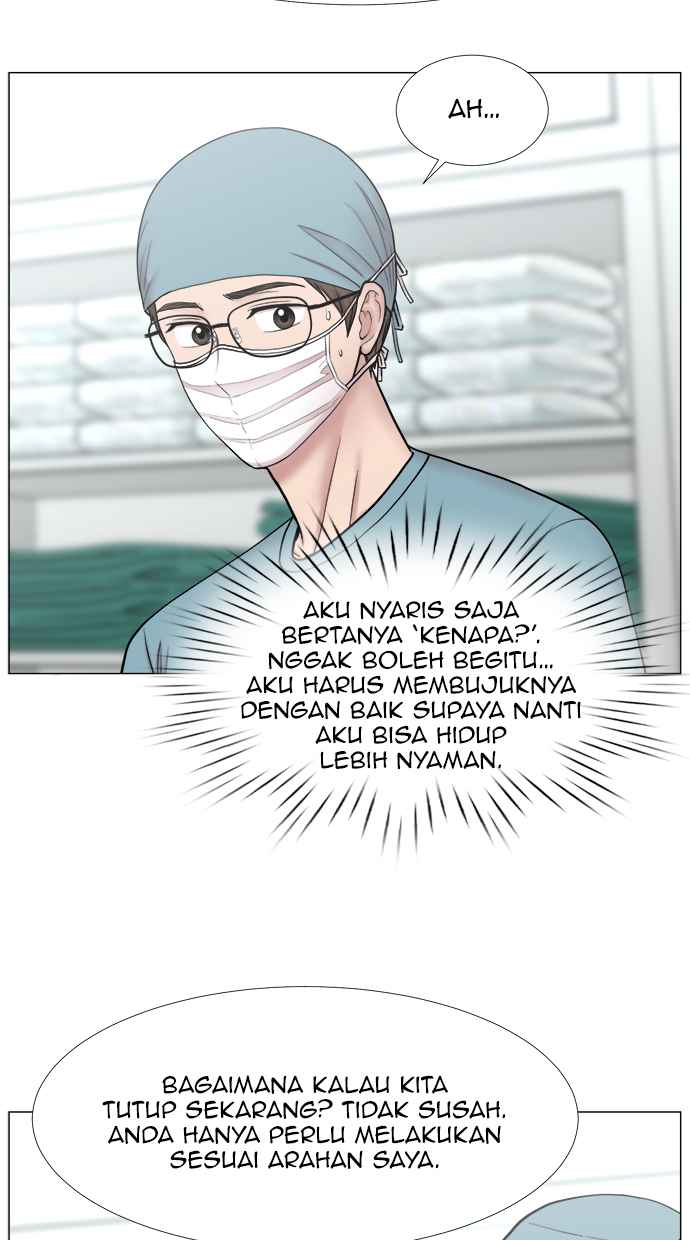 AH...
AKU NYARIS SAJA
BERTANYA ‘KENAPA?’.
NGGAK BOLEH BEGITU...
AKU HARUS MEMBUJUKNYA
DENGAN BAIK SUPAYA NANTI
AKU BISA HIDUP
LEBIH NYAMAN.
BAGAIMANA KALAU KITA
TUTUP SEKARANG? TIDAK SUSAH.
ANDA HANYA PERLU MELAKUKAN
SESUAI ARAHAN SAYA.